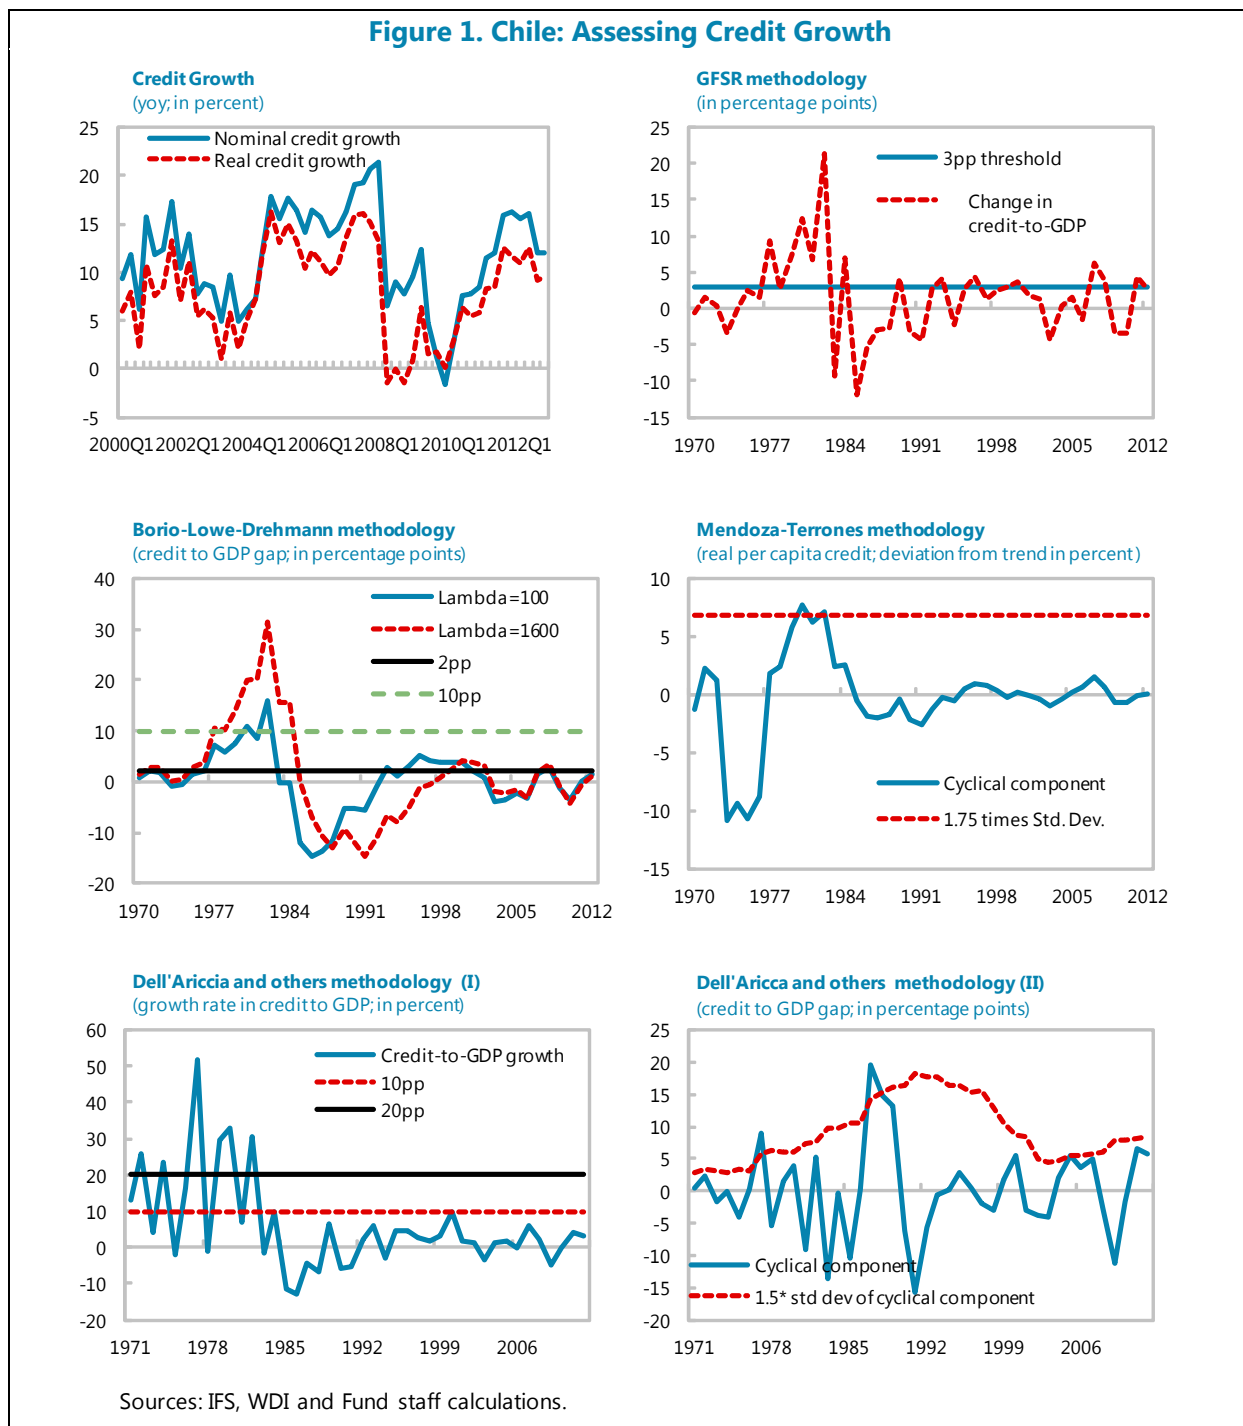 Figure 1. Chile: Assessing Credit Growth
Credit Growth
(yoy; in percent)
25
20
15
10
5
0
-5
Nominal credit growth
Real credit growth
2000Q1 2002Q1 2004Q1 2006Q1 2008Q1 2010Q1 2012Q1
GFSR methodology
(in percentage points)
25
20
15
10
5
0
-5
-10
-15
3pp threshold
Change in
credit-to-GDP
1970 1977 1984 1991 1998 2005 2012
Borio-Lowe-Drehmann methodology
(credit to GDP gap; in percentage points)
40
30
20
10
0
-10
-20
Lambda=100
Lambda=1600
2pp
10pp
1970 1977 1984 1991 1998 2005 2012
Mendoza-Terrones methodology
(real per capita credit; deviation from trend in percent)
10
5
0
-5
-10
-15
Cyclical component
1.75 times Std. Dev.
1970 1977 1984 1991 1998 2005 2012
Dell'Ariccia and others methodology (I)
(growth rate in credit to GDP; in percent)
60
50
40
30
20
10
0
-10
-20
Credit-to-GDP growth
10pp
20pp
1971 1978 1985 1992 1999 2006
Dell'Aricca and others methodology (II)
(credit to GDP gap; in percentage points)
25
20
15
10
5
0
-5
-10
-15
-20
Cyclical component
1.5* std dev of cyclical component
1971 1978 1985 1992 1999 2006
Sources: IFS, WDI and Fund staff calculations.